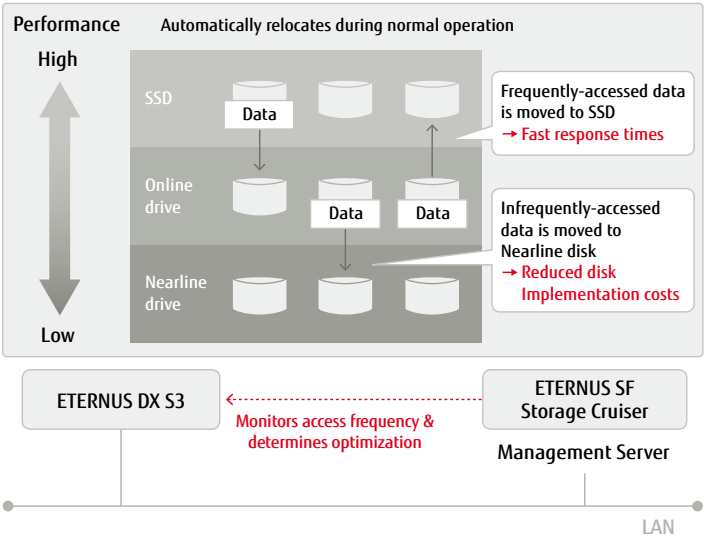 Performance
Automatically relocates during normal operation
High
SSD
Data
Frequently-accessed data
is moved to SSD
→ Fast response times
Online
drive
Data
Data
Infrequently-accessed
data is moved to
Nearline disk
→ Reduced disk
Implementation costs
Nearline
drive
Low
ETERNUS DX S3
Monitors access frequency &
determines optimization
ETERNUS SF
Storage Cruiser
Management Server
LAN